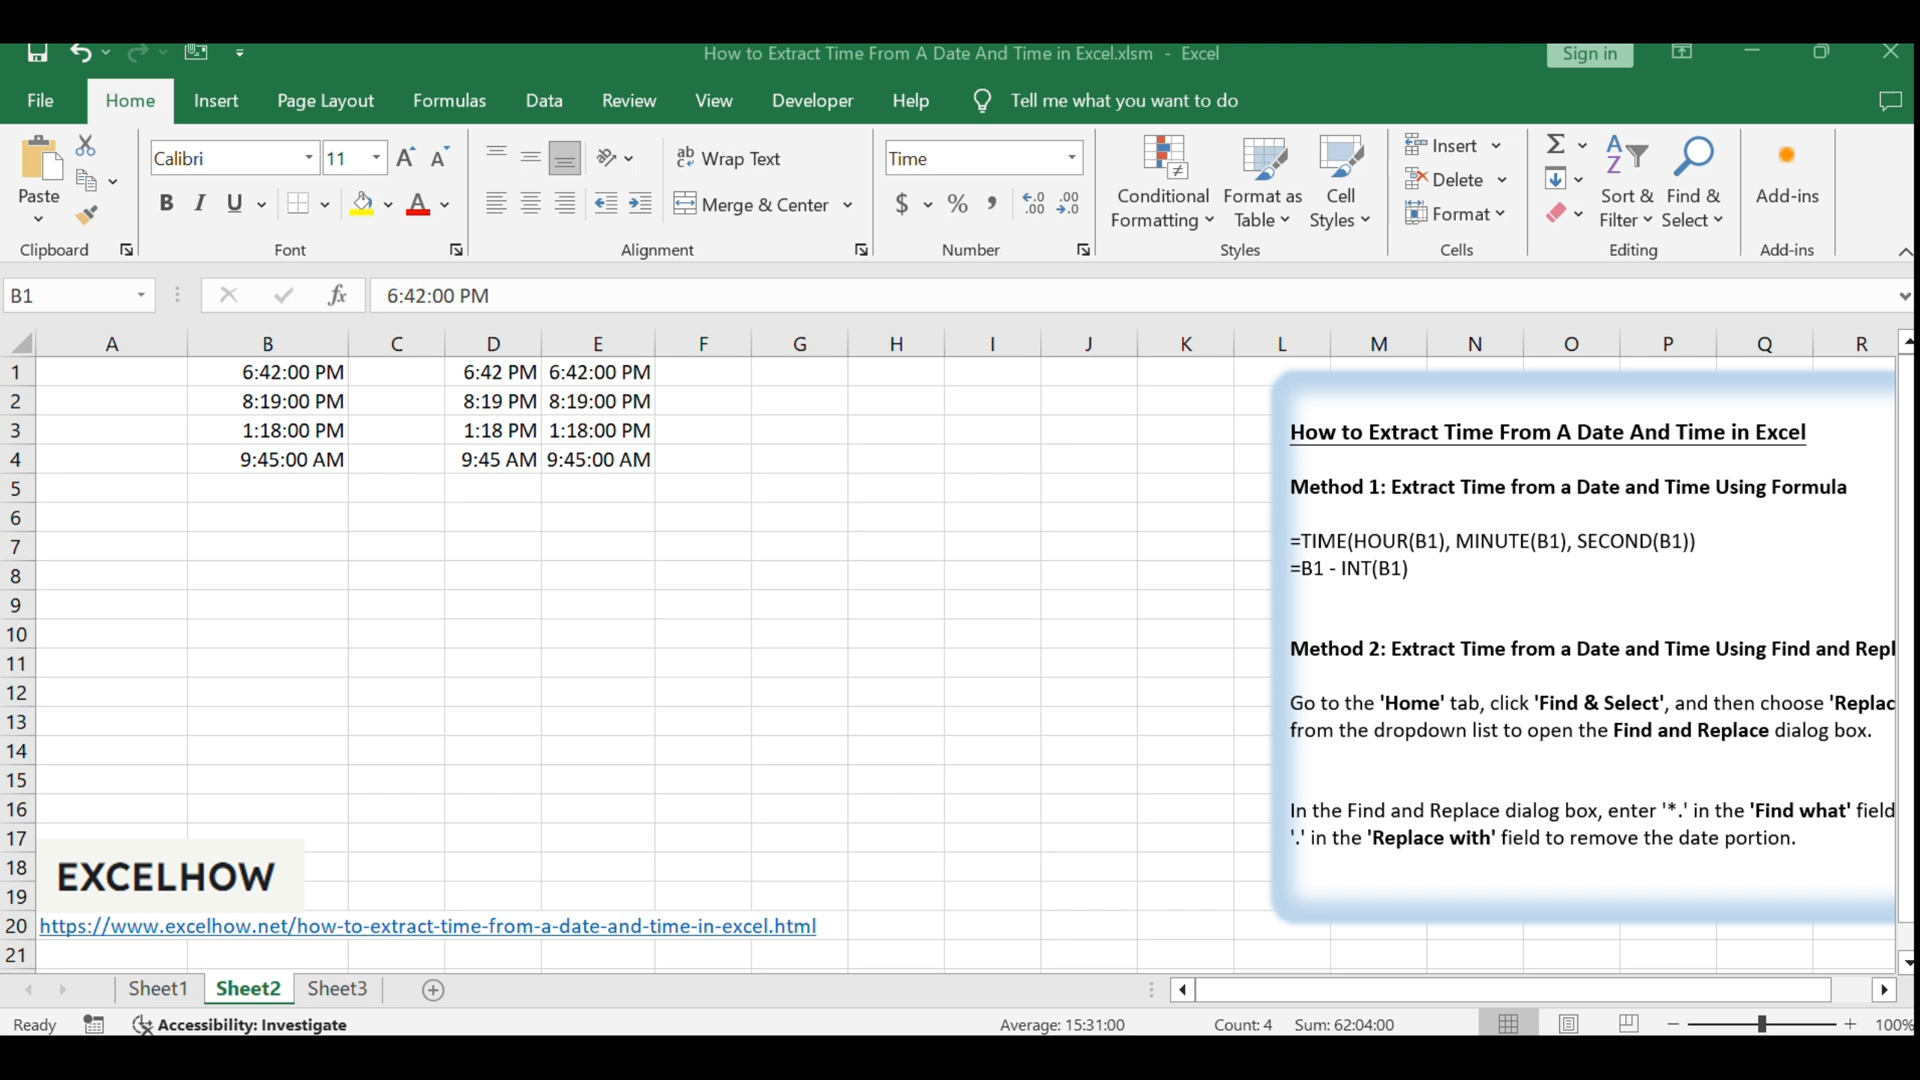 How to Extract Time From A Date And Time in Excel.xlsm - Excel
Sign in
File Home Insert Page Layout Formulas Data Review View Developer Help Tell me what you want to do
Calibri 11
Wrap Text
Time
Insert
Delete
Format
Paste
B I U
Merge & Center
$ % 9
Conditional Formatting
Format as Table
Cell Styles
Sort & Filter
Find & Select
Add-ins
Clipboard Font Alignment Number Styles Cells Editing Add-ins
B1 fx 6:42:00 PM
A B C D E F G H I J K L M N O P Q R
1 6:42:00 PM 6:42 PM 6:42:00 PM
2 8:19:00 PM 8:19 PM 8:19:00 PM
3 1:18:00 PM 1:18 PM 1:18:00 PM
4 9:45:00 AM 9:45 AM 9:45:00 AM
5
6
7
8
9
10
11
12
13
14
15
16
17
18
19
How to Extract Time From A Date And Time in Excel
Method 1: Extract Time from a Date and Time Using Formula
=TIME(HOUR(B1), MINUTE(B1), SECOND(B1))
=B1 - INT(B1)
Method 2: Extract Time from a Date and Time Using Find and Repl
Go to the 'Home' tab, click 'Find & Select', and then choose 'Replac
from the dropdown list to open the Find and Replace dialog box.
In the Find and Replace dialog box, enter '*.' in the 'Find what' field
'.' in the 'Replace with' field to remove the date portion.
EXCELHOW
20 https://www.excelhow.net/how-to-extract-time-from-a-date-and-time-in-excel.html
21
Sheet1 Sheet2 Sheet3
Ready Accessibility: Investigate Average: 15:31:00 Count: 4 Sum: 62:04:00 100%